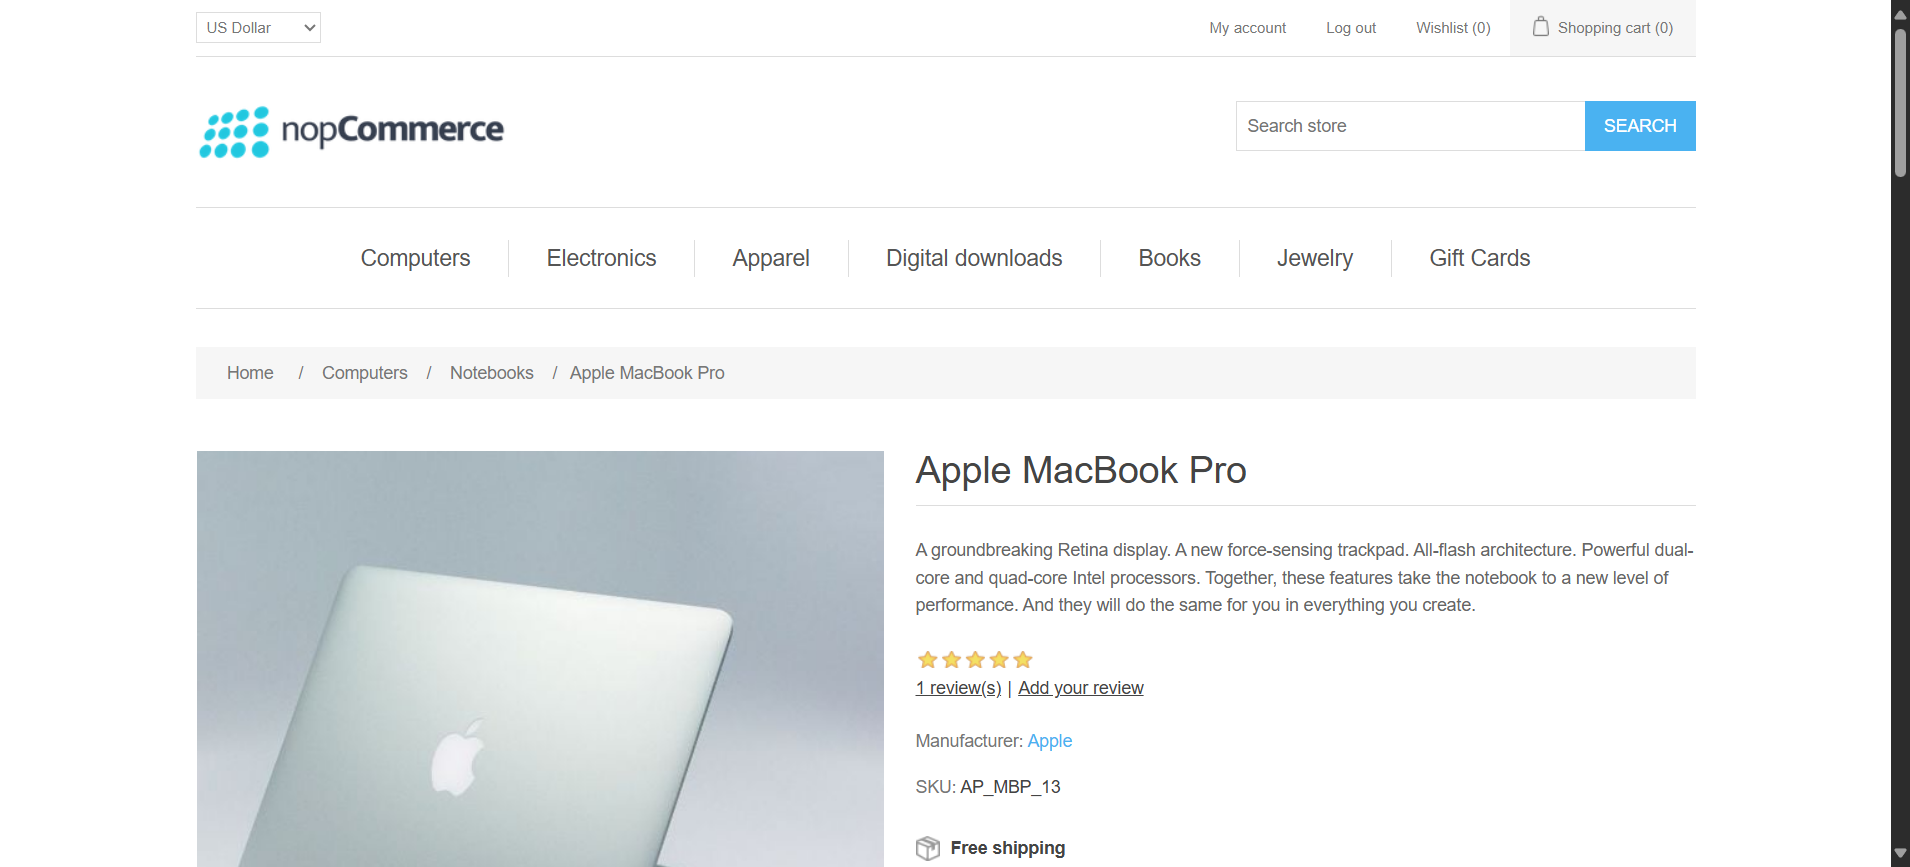 US Dollar
My account
Log out
Wishlist (0)
Shopping cart (0)
nopCommerce
Search store
SEARCH
Computers
Electronics
Apparel
Digital downloads
Books
Jewelry
Gift Cards
Home / Computers / Notebooks / Apple MacBook Pro
Apple MacBook Pro
A groundbreaking Retina display. A new force-sensing trackpad. All-flash architecture. Powerful dual-
core and quad-core Intel processors. Together, these features take the notebook to a new level of
performance. And they will do the same for you in everything you create.
1 review(s) | Add your review
Manufacturer: Apple
SKU: AP_MBP_13
Free shipping